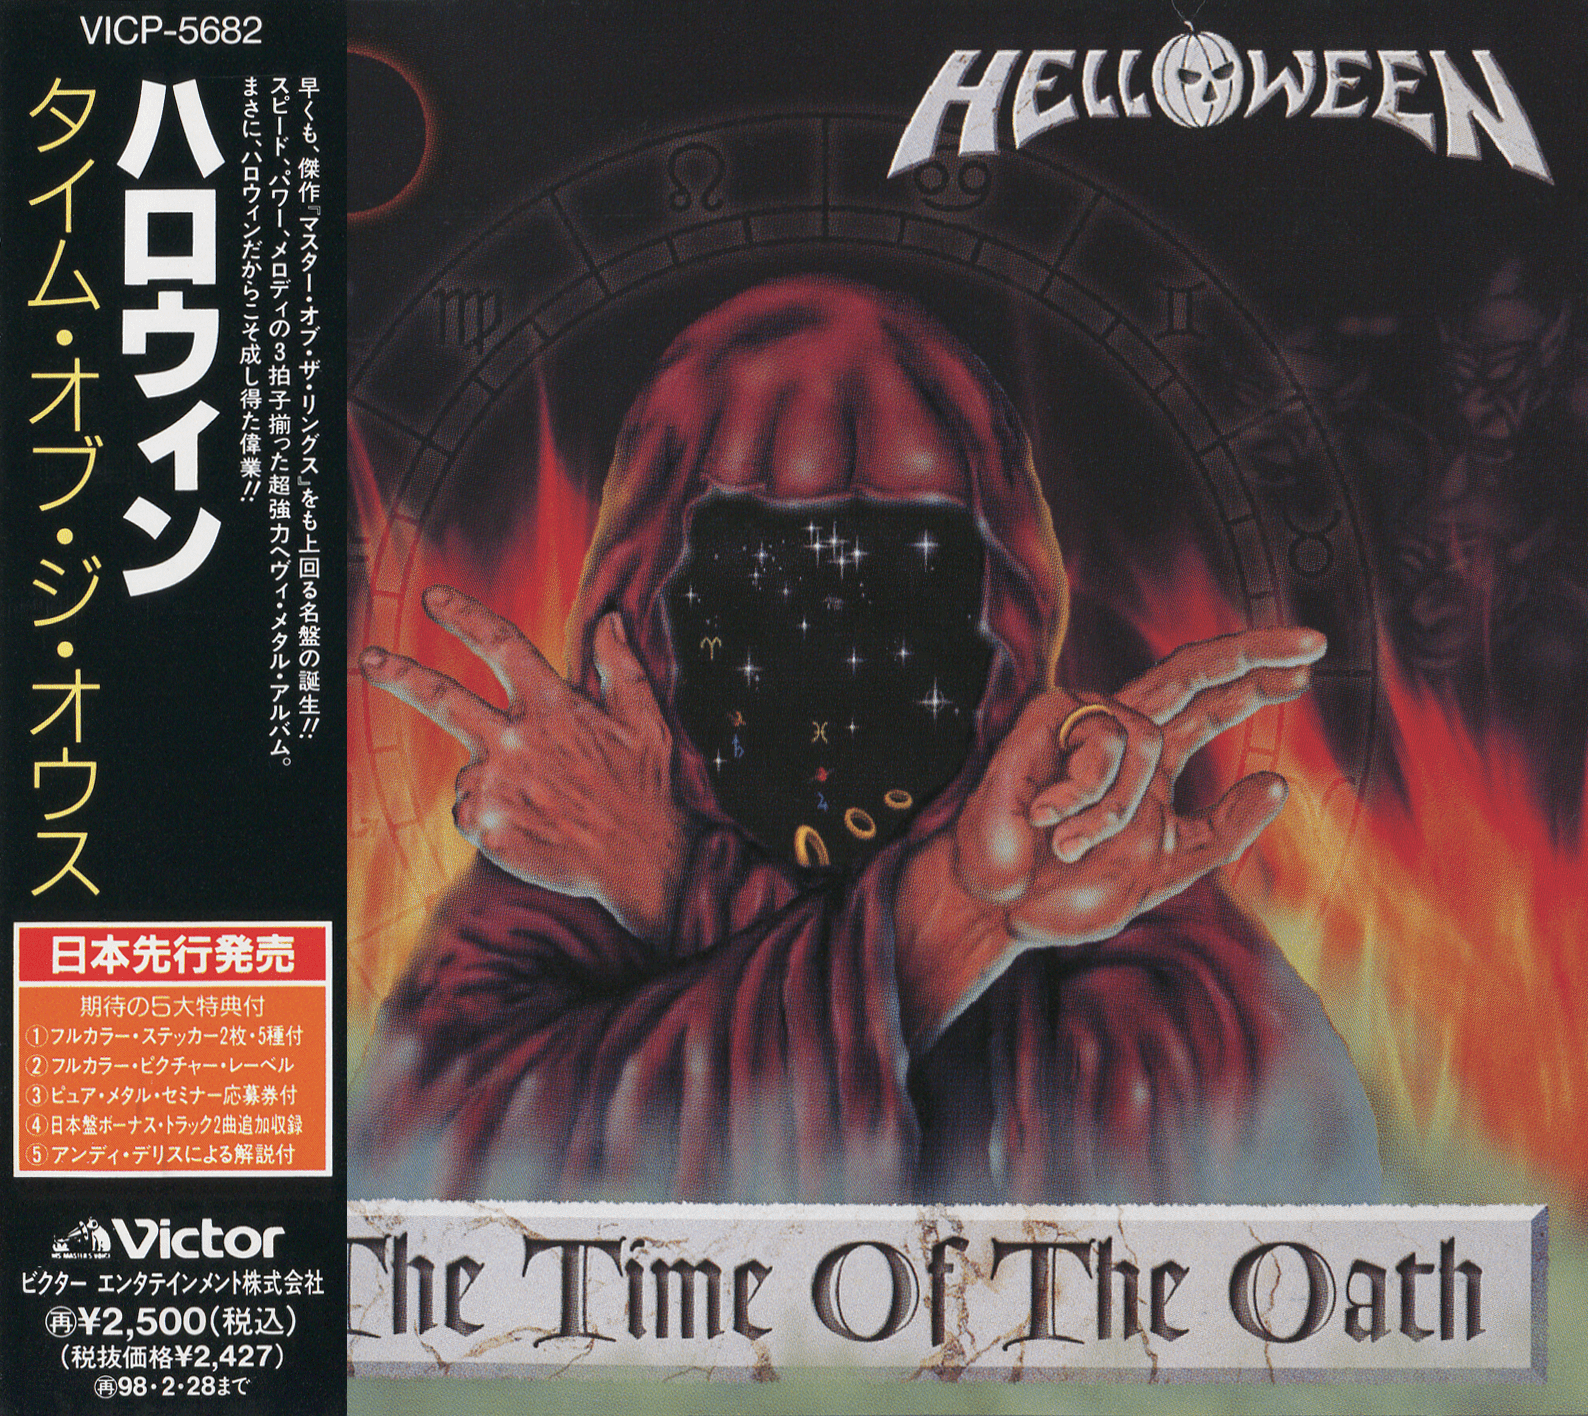 VICP-5682
ハロウィン
タイム・オブ・ジ・オウス
早くも、傑作『マスター・オブ・ザ・リングス』をも上回る名盤の誕生!!
スピード、パワー、メロディの3拍子揃った超強力ヘヴィ・メタル・アルバム。
まさに、ハロウィンだからこそ成し得た偉業!!
日本先行発売
期待の5大特典付
①フルカラー・ステッカー2枚・5種付
②フルカラー・ピクチャー・レーベル
③ピュア・メタル・セミナー応募券付
④日本盤ボーナス・トラック2曲追加収録
⑤アンディ・デリスによる解説付
HIS MASTER'S VOICE
Victor
ビクター エンタテインメント株式会社
再¥2,500(税込)
(税抜価格¥2,427)
再98・2・28まで
HELLOWEEN
The Time Of The Oath